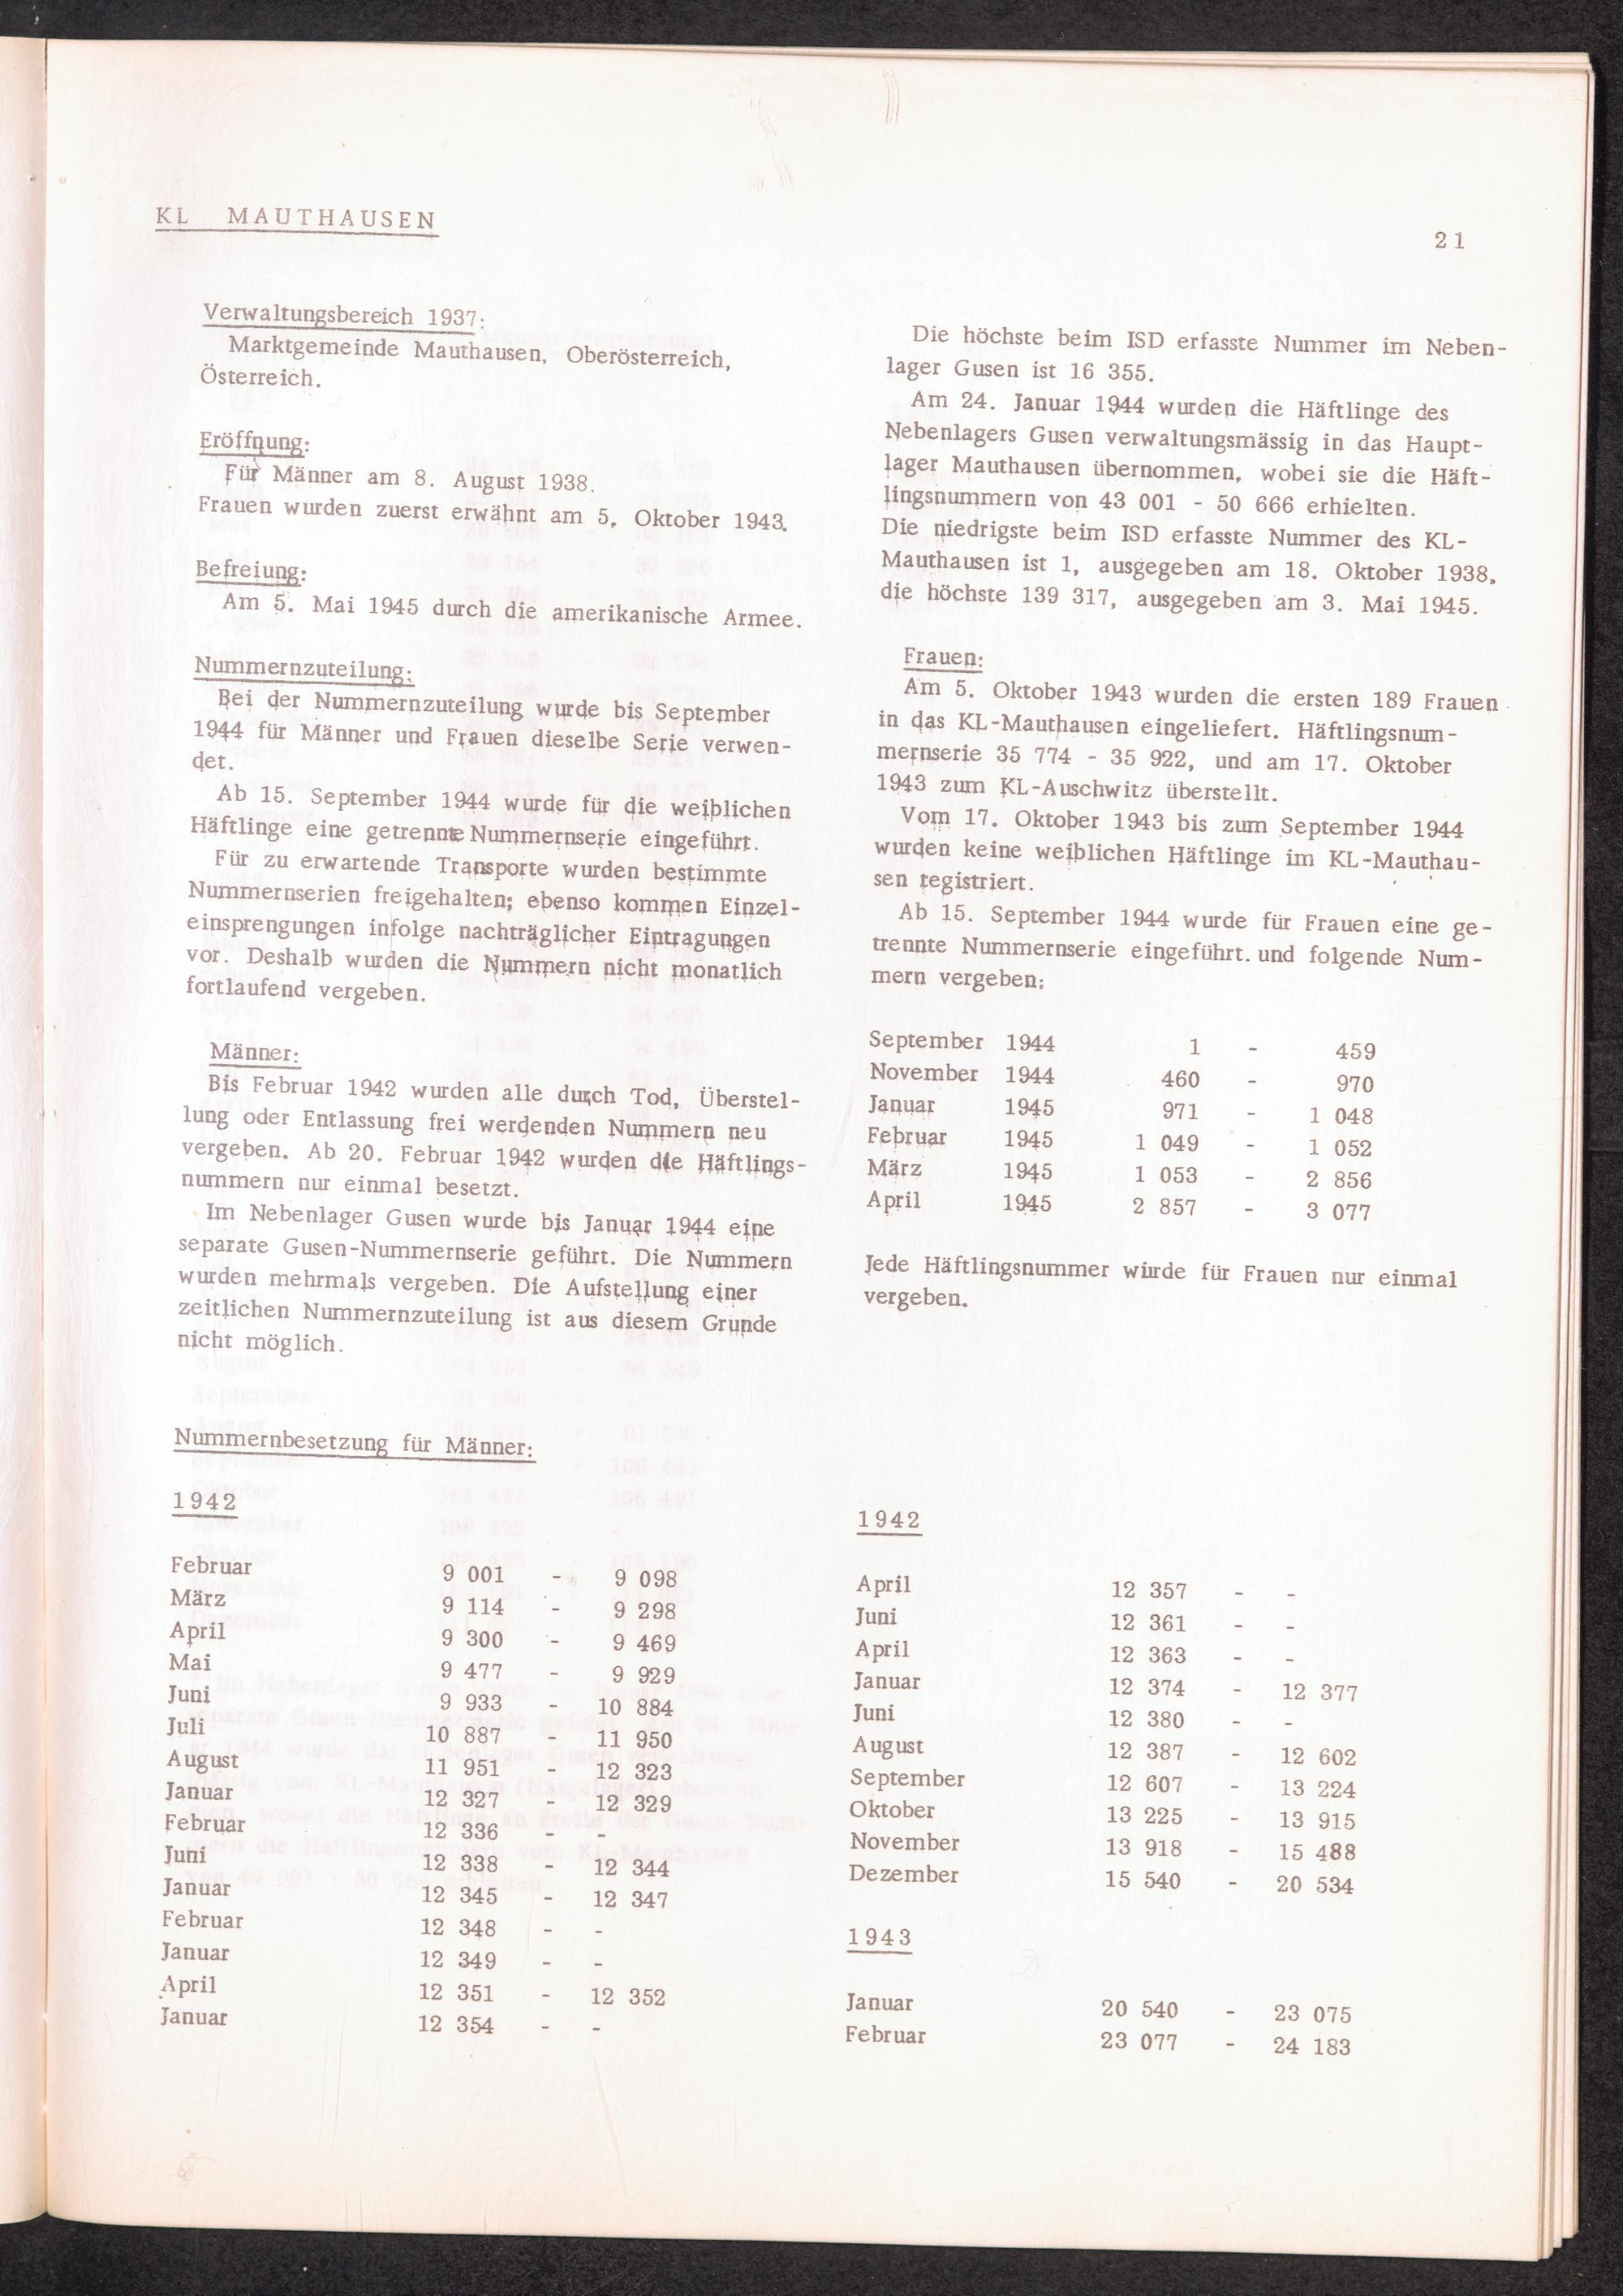 KL MAUTHAUSEN
21
Verwaltungsbereich 1937:
Marktgemeinde Mauthausen, Oberösterreich,
Österreich.
Eröffnung:
Für Männer am 8. August 1938.
Frauen wurden zuerst erwähnt am 5. Oktober 1943.
Befreiung:
Am 5. Mai 1945 durch die amerikanische Armee.
Nummernzuteilung:
Bei der Nummernzuteilung wurde bis September
1944 für Männer und Frauen dieselbe Serie verwen-
det.
Ab 15. September 1944 wurde für die weiblichen
Häftlinge eine getrennte Nummernserie eingeführt.
Für zu erwartende Transporte wurden bestimmte
Nummernserien freigehalten; ebenso kommen Einzel-
einsprengungen infolge nachträglicher Eintragungen
vor. Deshalb wurden die Nummern nicht monatlich
fortlaufend vergeben.
Männer:
Bis Februar 1942 wurden alle durch Tod, Überstel-
lung oder Entlassung frei werdenden Nummern neu
vergeben. Ab 20. Februar 1942 wurden die Häftlings-
nummern nur einmal besetzt.
Im Nebenlager Gusen wurde bis Januar 1944 eine
separate Gusen-Nummernserie geführt. Die Nummern
wurden mehrmals vergeben. Die Aufstellung einer
zeitlichen Nummernzuteilung ist aus diesem Grunde
nicht möglich.
Die höchste beim ISD erfasste Nummer im Neben-
lager Gusen ist 16 355.
Am 24. Januar 1944 wurden die Häftlinge des
Nebenlagers Gusen verwaltungsmässig in das Haupt-
lager Mauthausen übernommen, wobei sie die Häft-
lingsnummern von 43 001 - 50 666 erhielten.
Die niedrigste beim ISD erfasste Nummer des KL-
Mauthausen ist 1, ausgegeben am 18. Oktober 1938,
die höchste 139 317, ausgegeben am 3. Mai 1945.
Frauen:
Am 5. Oktober 1943 wurden die ersten 189 Frauen
in das KL-Mauthausen eingeliefert. Häftlingsnum-
mernserie 35 774 - 35 922, und am 17. Oktober
1943 zum KL-Auschwitz überstellt.
Vom 17. Oktober 1943 bis zum September 1944
wurden keine weiblichen Häftlinge im KL-Mauthau-
sen registriert.
Ab 15. September 1944 wurde für Frauen eine ge-
trennte Nummernserie eingeführt. und folgende Num-
mern vergeben:
September 1944 1 - 459
November 1944 460 - 970
Januar 1945 971 - 1 048
Februar 1945 1 049 - 1 052
März 1945 1 053 - 2 856
April 1945 2 857 - 3 077
Jede Häftlingsnummer wurde für Frauen nur einmal
vergeben.
Nummernbesetzung für Männer:
1942
Februar 9 001 - 9 098
März 9 114 - 9 298
April 9 300 - 9 469
Mai 9 477 - 9 929
Juni 9 933 - 10 884
Juli 10 887 - 11 950
August 11 951 - 12 323
Januar 12 327 - 12 329
Februar 12 336 - -
Juni 12 338 - 12 344
Januar 12 345 - 12 347
Februar 12 348 - -
Januar 12 349 - -
April 12 351 - 12 352
Januar 12 354 - -
1942
April 12 357 - -
Juni 12 361 - -
April 12 363 - -
Januar 12 374 - 12 377
Juni 12 380 - -
August 12 387 - 12 602
September 12 607 - 13 224
Oktober 13 225 - 13 915
November 13 918 - 15 488
Dezember 15 540 - 20 534
1943
Januar 20 540 - 23 075
Februar 23 077 - 24 183